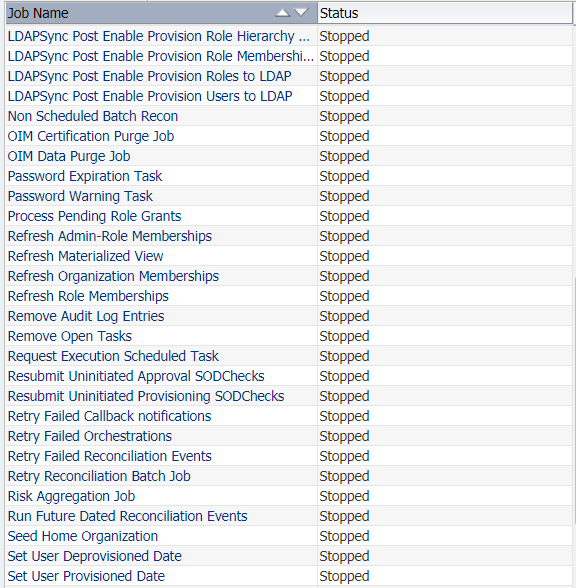 Job Name Status
LDAPSync Post Enable Provision Role Hierarchy ... Stopped
LDAPSync Post Enable Provision Role Membershi... Stopped
LDAPSync Post Enable Provision Roles to LDAP Stopped
LDAPSync Post Enable Provision Users to LDAP Stopped
Non Scheduled Batch Recon Stopped
OIM Certification Purge Job Stopped
OIM Data Purge Job Stopped
Password Expiration Task Stopped
Password Warning Task Stopped
Process Pending Role Grants Stopped
Refresh Admin-Role Memberships Stopped
Refresh Materialized View Stopped
Refresh Organization Memberships Stopped
Refresh Role Memberships Stopped
Remove Audit Log Entries Stopped
Remove Open Tasks Stopped
Request Execution Scheduled Task Stopped
Resubmit Uninitiated Approval SODChecks Stopped
Resubmit Uninitiated Provisioning SODChecks Stopped
Retry Failed Callback notifications Stopped
Retry Failed Orchestrations Stopped
Retry Failed Reconciliation Events Stopped
Retry Reconciliation Batch Job Stopped
Risk Aggregation Job Stopped
Run Future Dated Reconciliation Events Stopped
Seed Home Organization Stopped
Set User Deprovisioned Date Stopped
Set User Provisioned Date Stopped